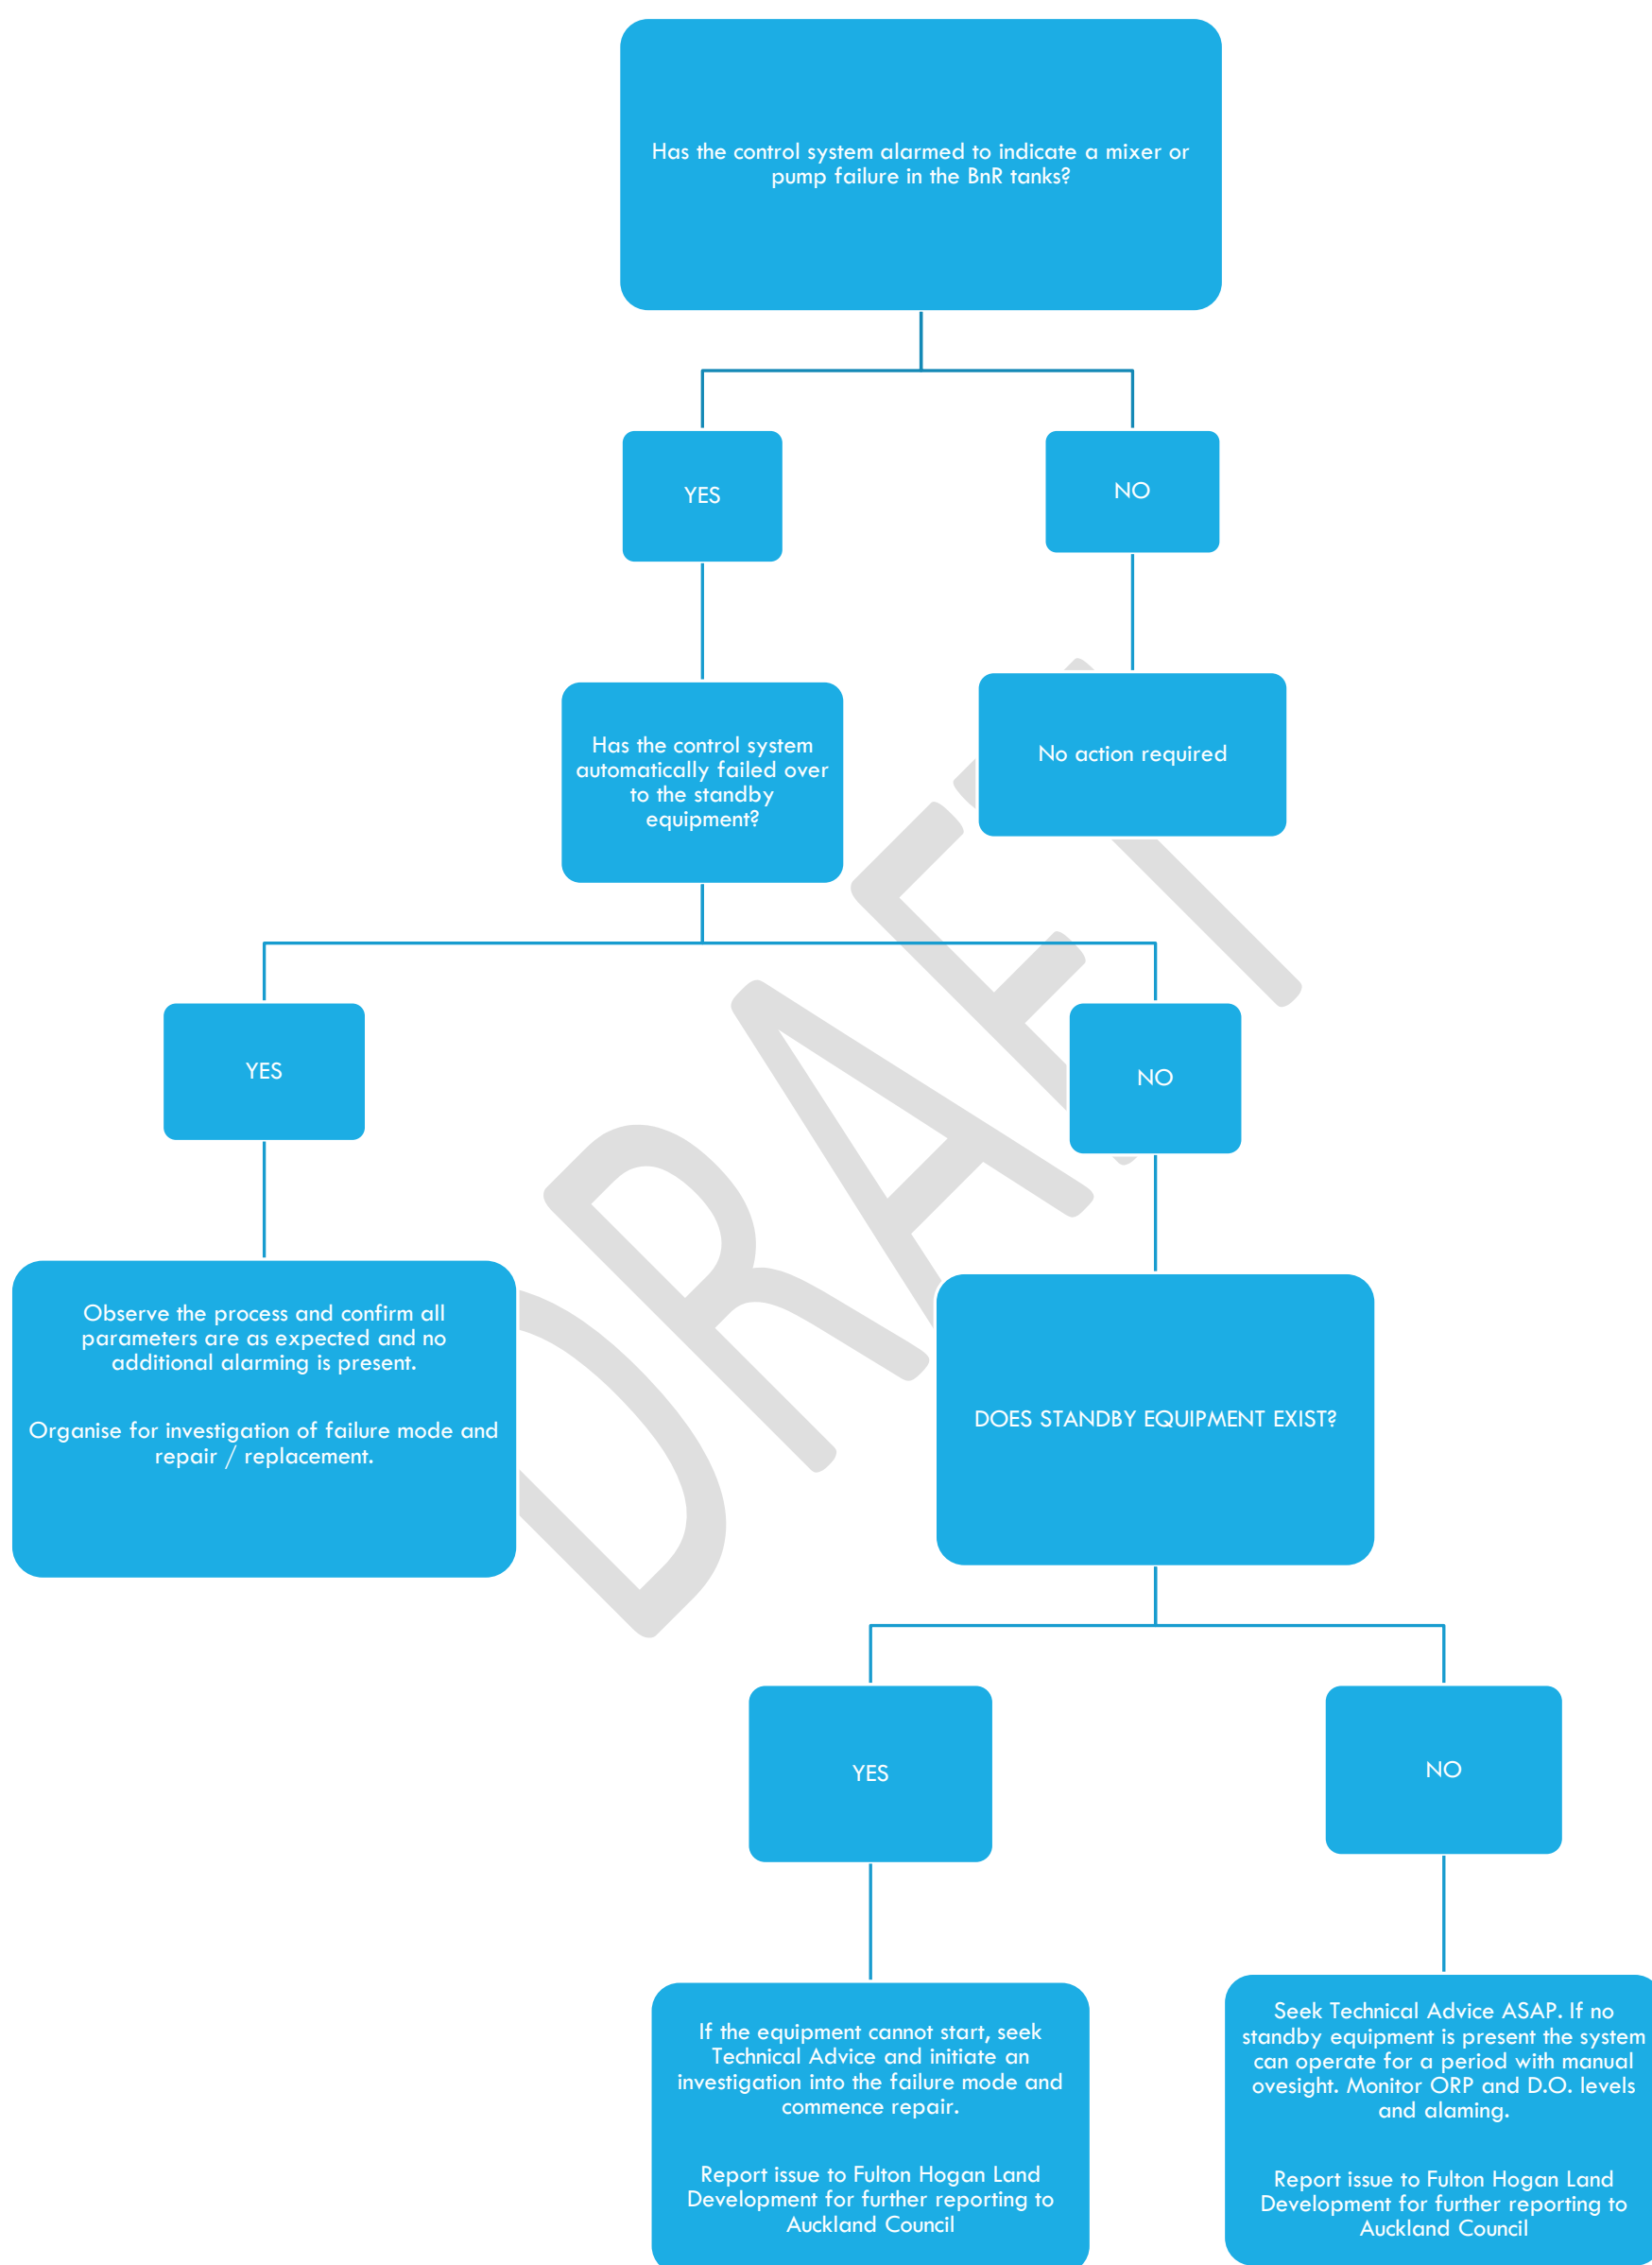 Has the control system alarmed to indicate a mixer or
pump failure in the BnR tanks?
YES
NO
Has the control system
automatically failed over
to the standby
equipment?
No action required
YES
NO
Observe the process and confirm all
parameters are as expected and no
additional alarming is present.
Organise for investigation of failure mode and
repair / replacement.
DOES STANDBY EQUIPMENT EXIST?
YES
NO
If the equipment cannot start, seek
Technical Advice and initiate an
investigation into the failure mode and
commence repair.
Report issue to Fulton Hogan Land
Development for further reporting to
Auckland Council
Seek Technical Advice ASAP. If no
standby equipment is present the system
can operate for a period with manual
ovesight. Monitor ORP and D.O. levels
and alaming.
Report issue to Fulton Hogan Land
Development for further reporting to
Auckland Council
DRAFT